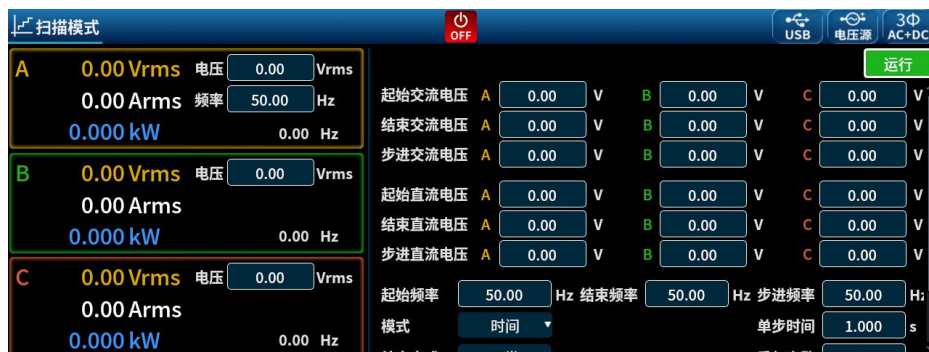 扫描模式
OFF
USB
电压源
3Φ
AC+DC
A
0.00 Vrms 电压 0.00 Vrms
0.00 Arms 频率 50.00 Hz
0.000 kW 0.00 Hz
B
0.00 Vrms 电压 0.00 Vrms
0.00 Arms
0.000 kW 0.00 Hz
C
0.00 Vrms 电压 0.00 Vrms
0.00 Arms
0.000 kW 0.00 Hz
运行
起始交流电压 A 0.00 V B 0.00 V C 0.00 V
结束交流电压 A 0.00 V B 0.00 V C 0.00 V
步进交流电压 A 0.00 V B 0.00 V C 0.00 V
起始直流电压 A 0.00 V B 0.00 V C 0.00 V
结束直流电压 A 0.00 V B 0.00 V C 0.00 V
步进直流电压 A 0.00 V B 0.00 V C 0.00 V
起始频率 50.00 Hz 结束频率 50.00 Hz 步进频率 50.00 Hz
模式 时间 单步时间 1.000 s